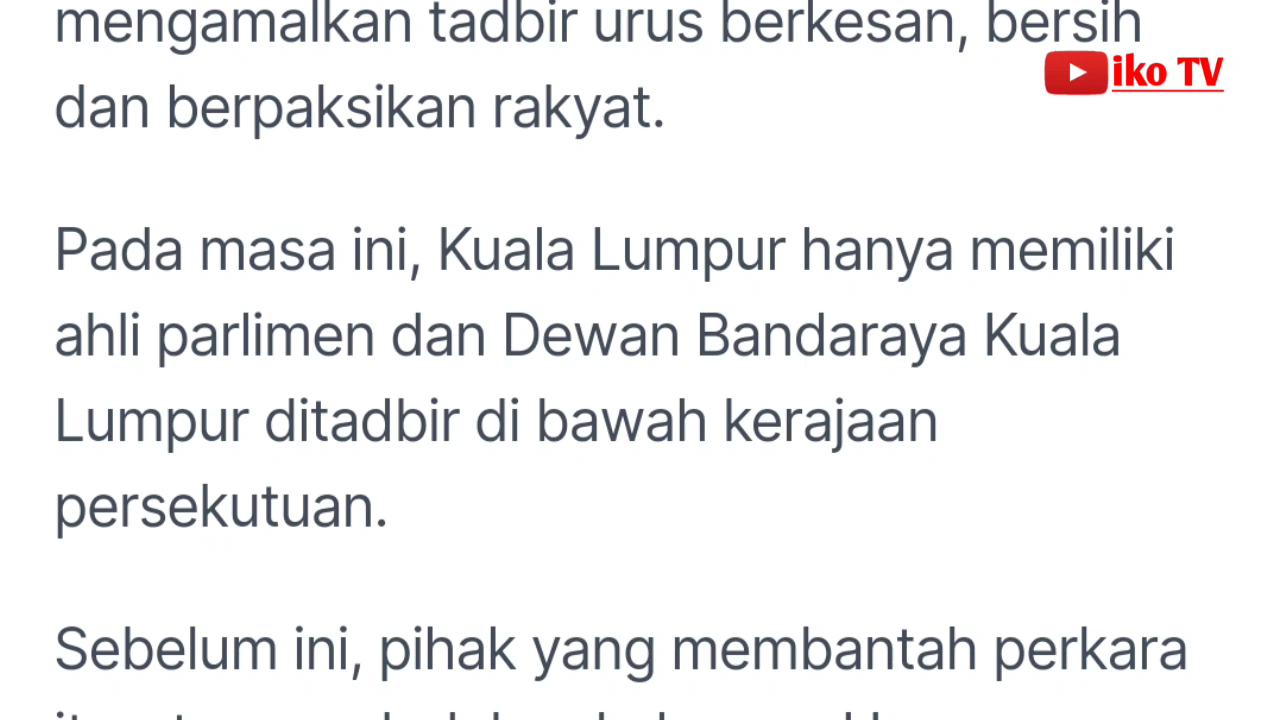 mengamalkan tadbir urus berkesan, bersih
iko TV
dan berpaksikan rakyat.
Pada masa ini, Kuala Lumpur hanya memiliki
ahli parlimen dan Dewan Bandaraya Kuala
Lumpur ditadbir di bawah kerajaan
persekutuan.
Sebelum ini, pihak yang membantah perkara